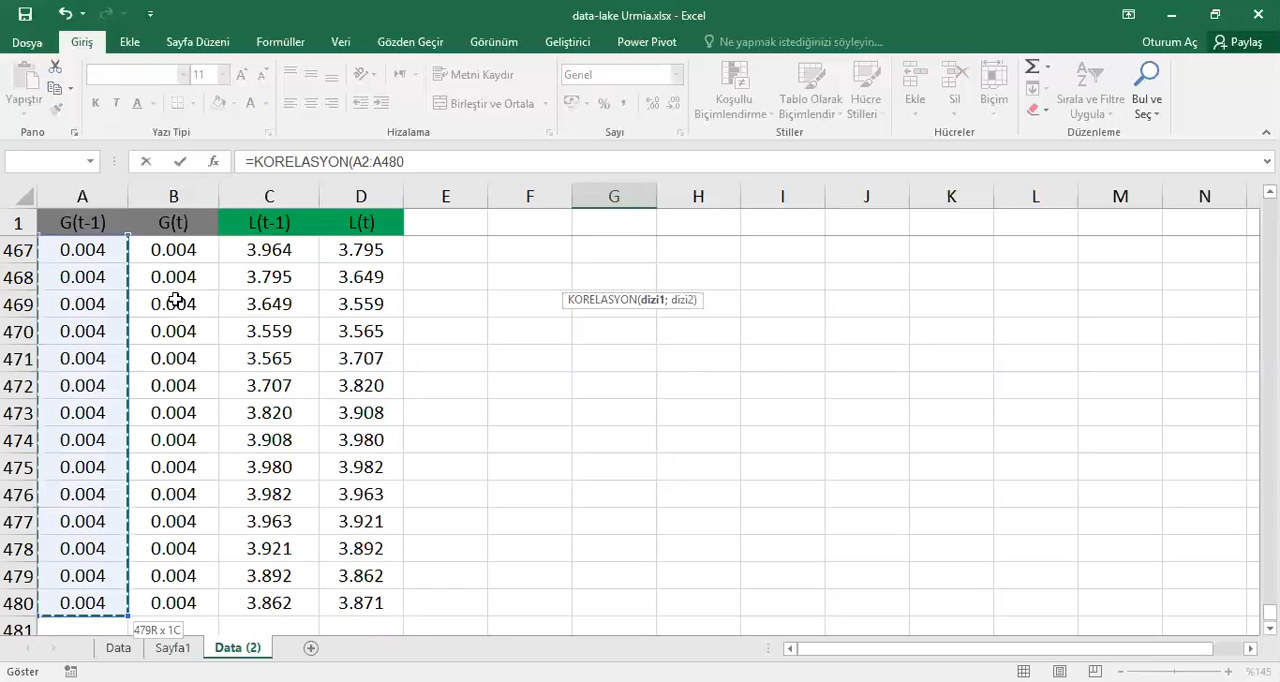 data-lake Urmia.xlsx - Excel
Dosya Giriş Ekle Sayfa Düzeni Formüller Veri Gözden Geçir Görünüm Geliştirici Power Pivot Ne yapmak istediğinizi söyleyin... Oturum Aç Paylaş
11 Metni Kaydır Genel
Yapıştır K T A Birleştir ve Ortala Koşullu Biçimlendirme Tablo Olarak Biçimlendir Hücre Stilleri Ekle Sil Biçim Sırala ve Filtre Uygula Bul ve Seç
Pano Yazı Tipi Hizalama Sayı Stiller Hücreler Düzenleme
=KORELASYON(A2:A480
A B C D E F G H I J K L M N
1 G(t-1) G(t) L(t-1) L(t)
467 0.004 0.004 3.964 3.795
468 0.004 0.004 3.795 3.649
469 0.004 0.004 3.649 3.559
KORELASYON(dizi1; dizi2)
470 0.004 0.004 3.559 3.565
471 0.004 0.004 3.565 3.707
472 0.004 0.004 3.707 3.820
473 0.004 0.004 3.820 3.908
474 0.004 0.004 3.908 3.980
475 0.004 0.004 3.980 3.982
476 0.004 0.004 3.982 3.963
477 0.004 0.004 3.963 3.921
478 0.004 0.004 3.921 3.892
479 0.004 0.004 3.892 3.862
480 0.004 0.004 3.862 3.871
481
479R x 1C
Data Sayfa1 Data (2)
Göster %145